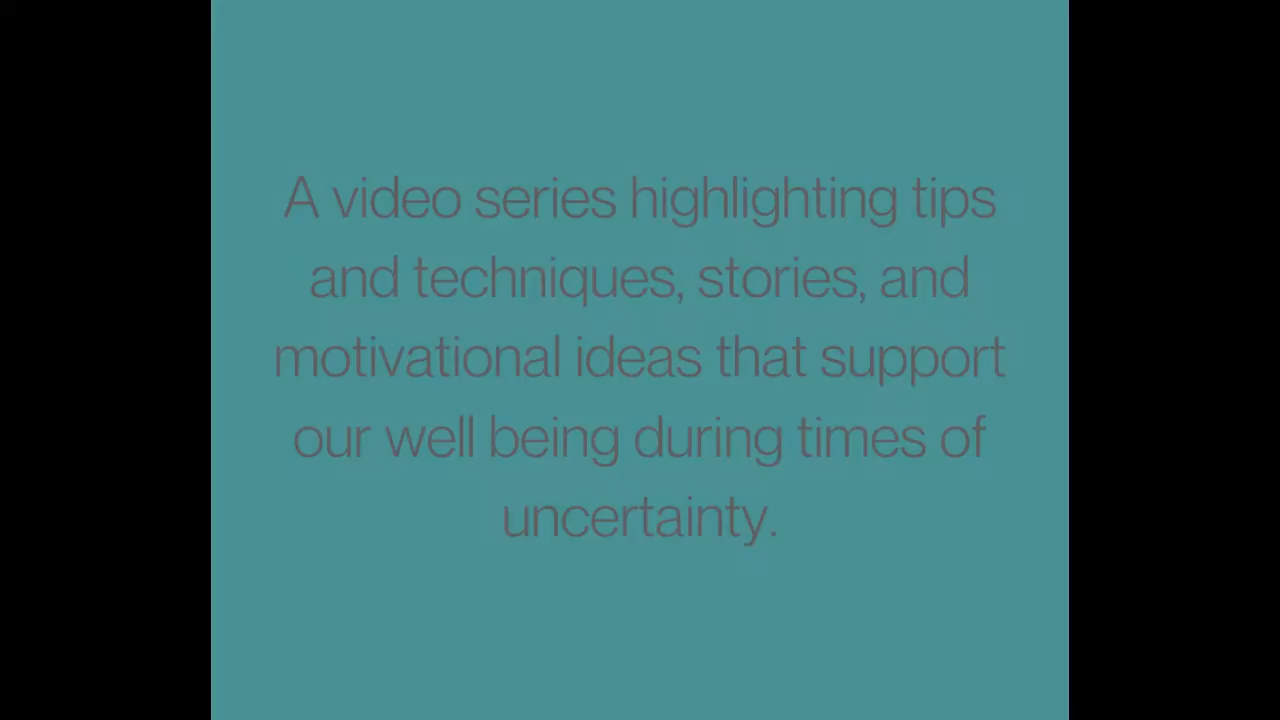 A video series highlighting tips
and techniques, stories, and
motivational ideas that support
our well being during times of
uncertainty.